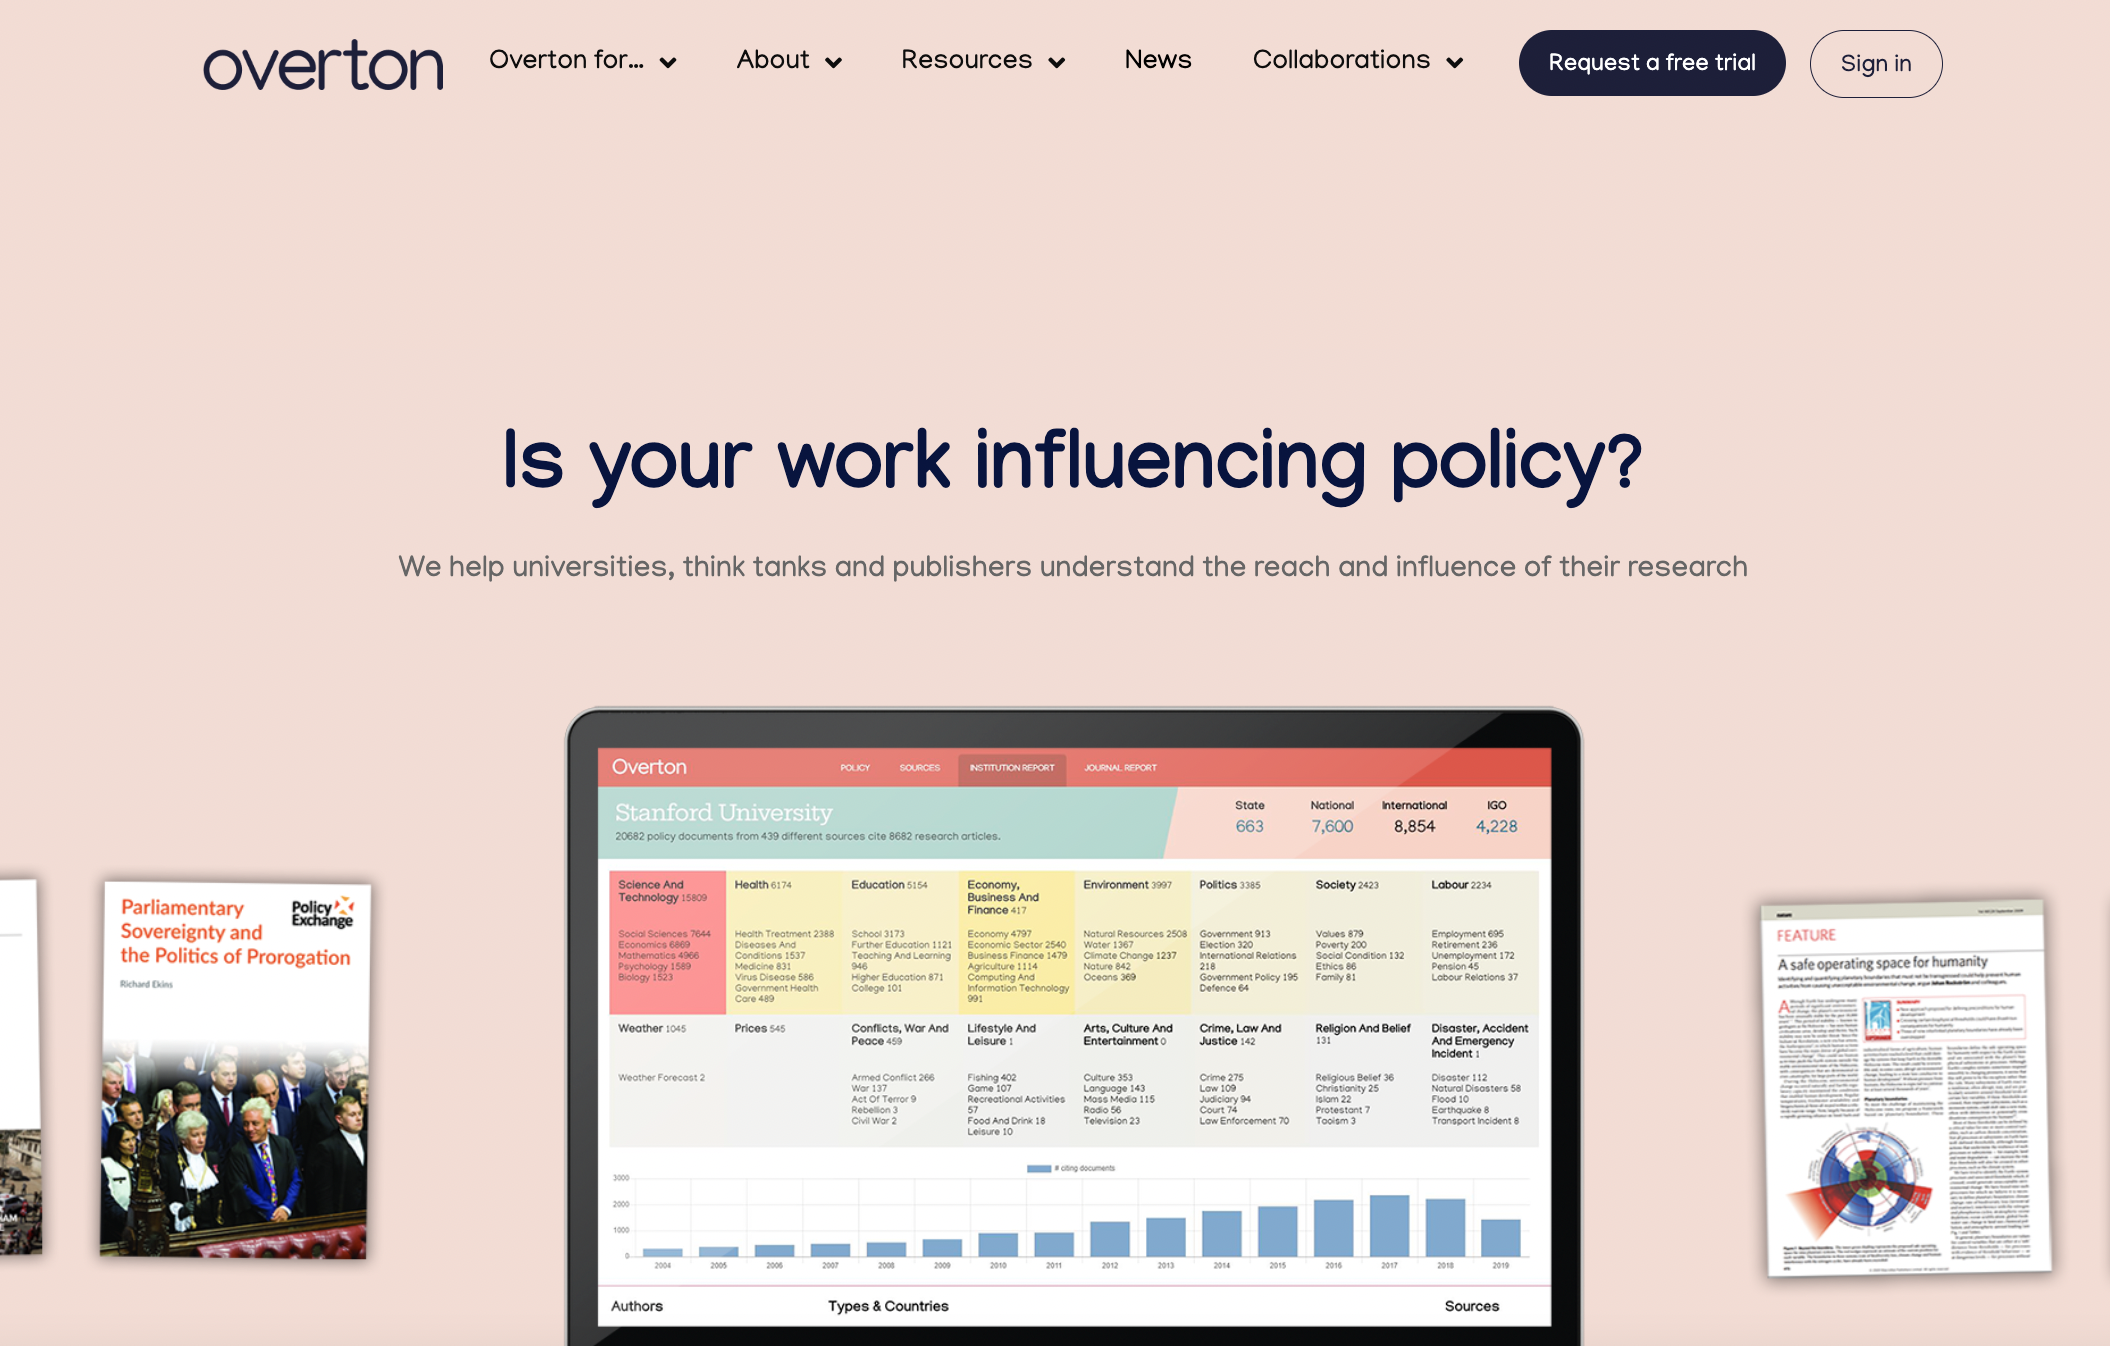 overton
Overton for...
About
Resources
News
Collaborations
Request a free trial
Sign in
Is your work influencing policy?
We help universities, think tanks and publishers understand the reach and influence of their research
Parliamentary
Sovereignty and
the Politics of Prorogation
Policy
Exchange
Richard Ekins
Overton
POLICY
SOURCES
INSTITUTION REPORT
JOURNAL REPORT
Stanford University
20682 policy documents from 439 different sources cite 8682 research articles.
State
663
National
7,600
International
8,854
IGO
4,228
Science And
Technology 15809
Social Sciences 7644
Economics 6869
Mathematics 4966
Psychology 1589
Biology 1523
Health 6174
Health Treatment 2388
Diseases And
Conditions 1537
Medicine 831
Virus Disease 586
Government Health
Care 489
Education 5154
School 3173
Further Education 1121
Teaching And Learning
946
Higher Education 871
College 101
Economy,
Business And
Finance 417
Economy 4797
Economic Sector 2540
Business Finance 1479
Agriculture 1114
Computing And
Information Technology
991
Environment 3997
Natural Resources 2508
Water 1367
Climate Change 1237
Nature 842
Oceans 369
Politics 3385
Government 913
Election 320
International Relations
218
Government Policy 195
Defence 64
Society 2423
Values 879
Poverty 200
Social Condition 132
Ethics 86
Family 81
Labour 2234
Employment 695
Retirement 236
Unemployment 172
Pension 45
Labour Relations 37
Weather 1045
Weather Forecast 2
Prices 545
Conflicts, War And
Peace 459
Armed Conflict 266
War 137
Act Of Terror 9
Rebellion 3
Civil War 2
Lifestyle And
Leisure 1
Fishing 402
Game 107
Recreational Activities
57
Food And Drink 18
Leisure 10
Arts, Culture And
Entertainment 0
Culture 353
Language 143
Mass Media 115
Radio 56
Television 23
Crime, Law And
Justice 142
Crime 275
Law 109
Judiciary 94
Court 74
Law Enforcement 70
Religion And Belief
131
Religious Belief 36
Christianity 25
Islam 22
Protestant 7
Taoism 3
Disaster, Accident
And Emergency
Incident 1
Disaster 112
Natural Disasters 58
Flood 10
Earthquake 8
Transport Incident 8
# citing documents
3000
2000
1000
0
2004
2005
2006
2007
2008
2009
2010
2011
2012
2013
2014
2015
2016
2017
2018
2019
Authors
Types & Countries
Sources
FEATURE
A safe operating space for humanity